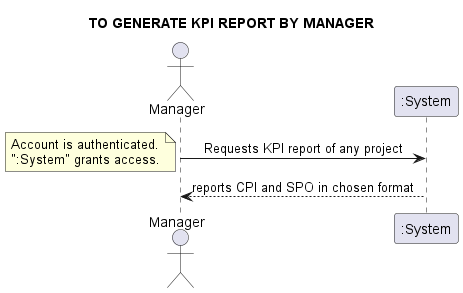 TO GENERATE KPI REPORT BY MANAGER
Manager
:System
Account is authenticated.
":System" grants access.
Requests KPI report of any project
reports CPI and SPO in chosen format
Manager
:System